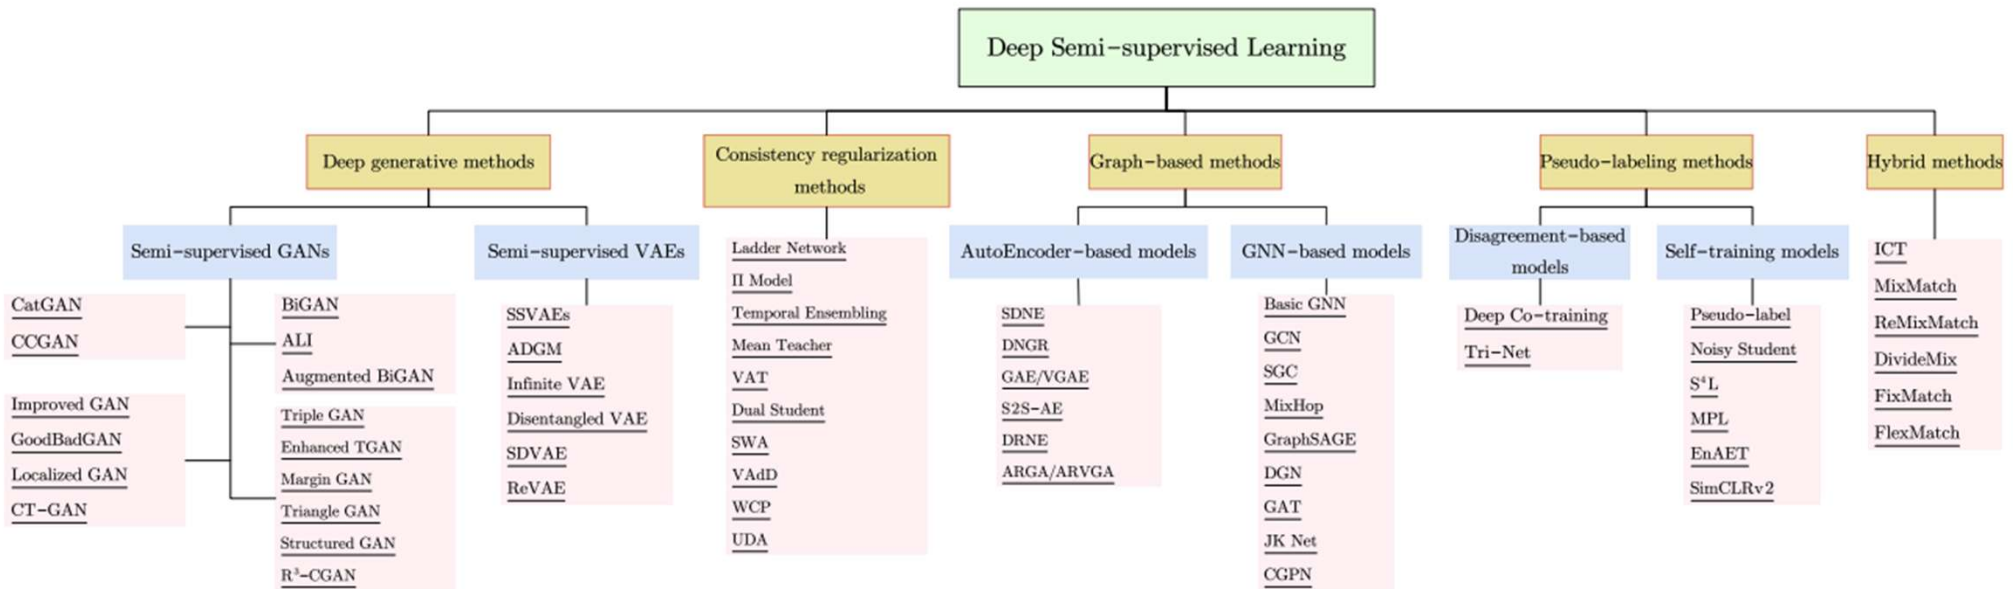 Deep Semi-supervised Learning
Deep generative methods
Semi-supervised GANs
CatGAN
CCGAN
Improved GAN
GoodBadGAN
Localized GAN
CT-GAN
BiGAN
ALI
Augmented BiGAN
Triple GAN
Enhanced TGAN
Margin GAN
Triangle GAN
Structured GAN
R³-CGAN
Semi-supervised VAEs
SSVAEs
ADGM
Infinite VAE
Disentangled VAE
SDVAE
ReVAE
Consistency regularization
methods
Ladder Network
Π Model
Temporal Ensembling
Mean Teacher
VAT
Dual Student
SWA
VAdD
WCP
UDA
Graph-based methods
AutoEncoder-based models
SDNE
DNGR
GAE/VGAE
S2S-AE
DRNE
ARGA/ARVGA
GNN-based models
Basic GNN
GCN
SGC
MixHop
GraphSAGE
DGN
GAT
JK Net
CGPN
Pseudo-labeling methods
Disagreement-based
models
Deep Co-training
Tri-Net
Self-training models
Pseudo-label
Noisy Student
S⁴L
MPL
EnAET
SimCLRv2
Hybrid methods
ICT
MixMatch
ReMixMatch
DivideMix
FixMatch
FlexMatch